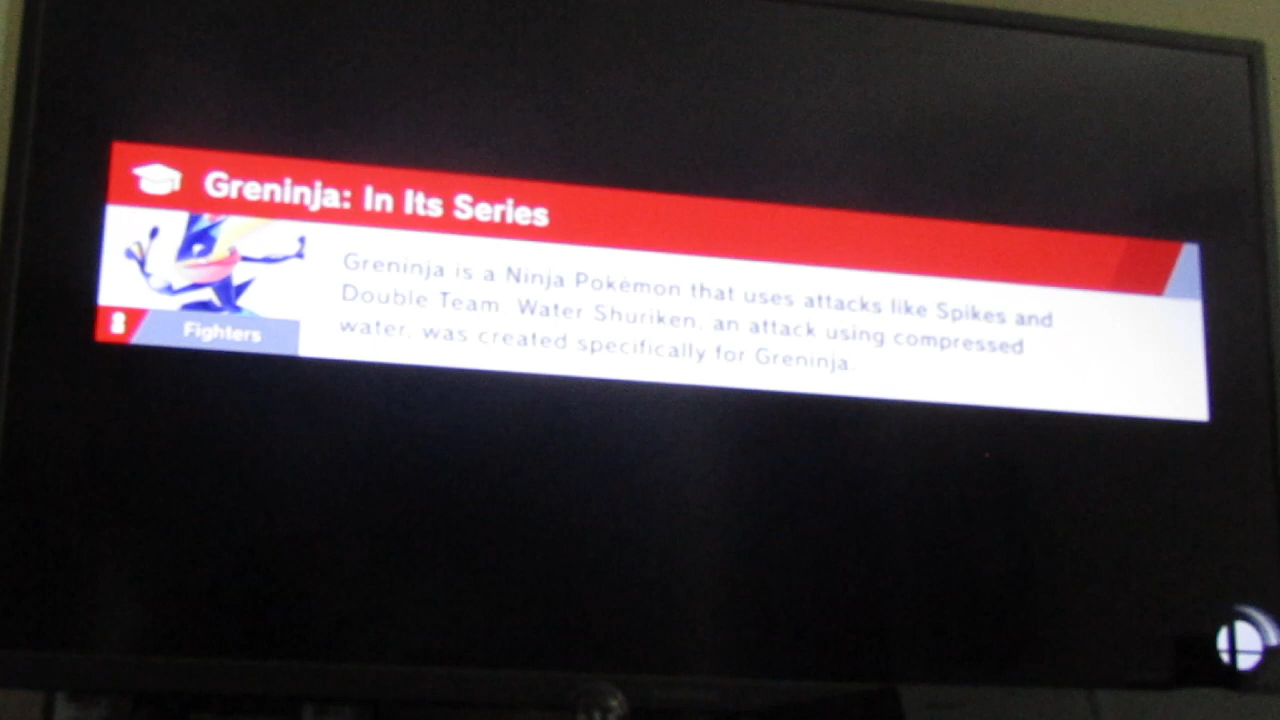 Greninja: In Its Series
Greninja is a Ninja Pokémon that uses attacks like Spikes and
Double Team. Water Shuriken, an attack using compressed
water, was created specifically for Greninja.
8
Fighters